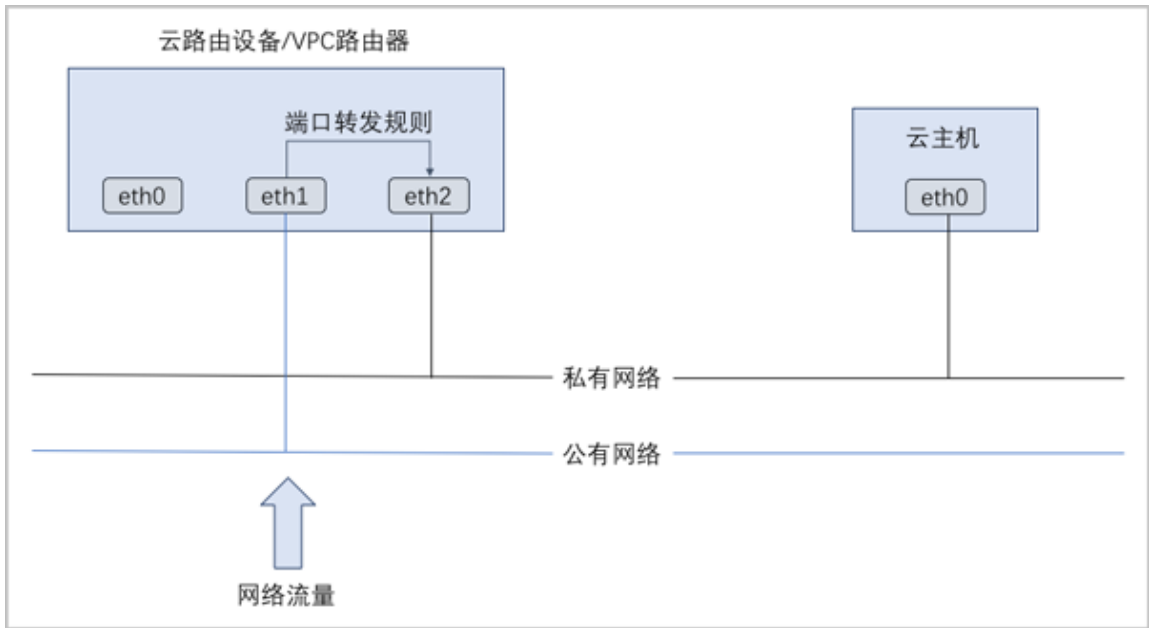 云路由设备/VPC路由器
端口转发规则
云主机
eth0
eth1
eth2
eth0
私有网络
公有网络
网络流量